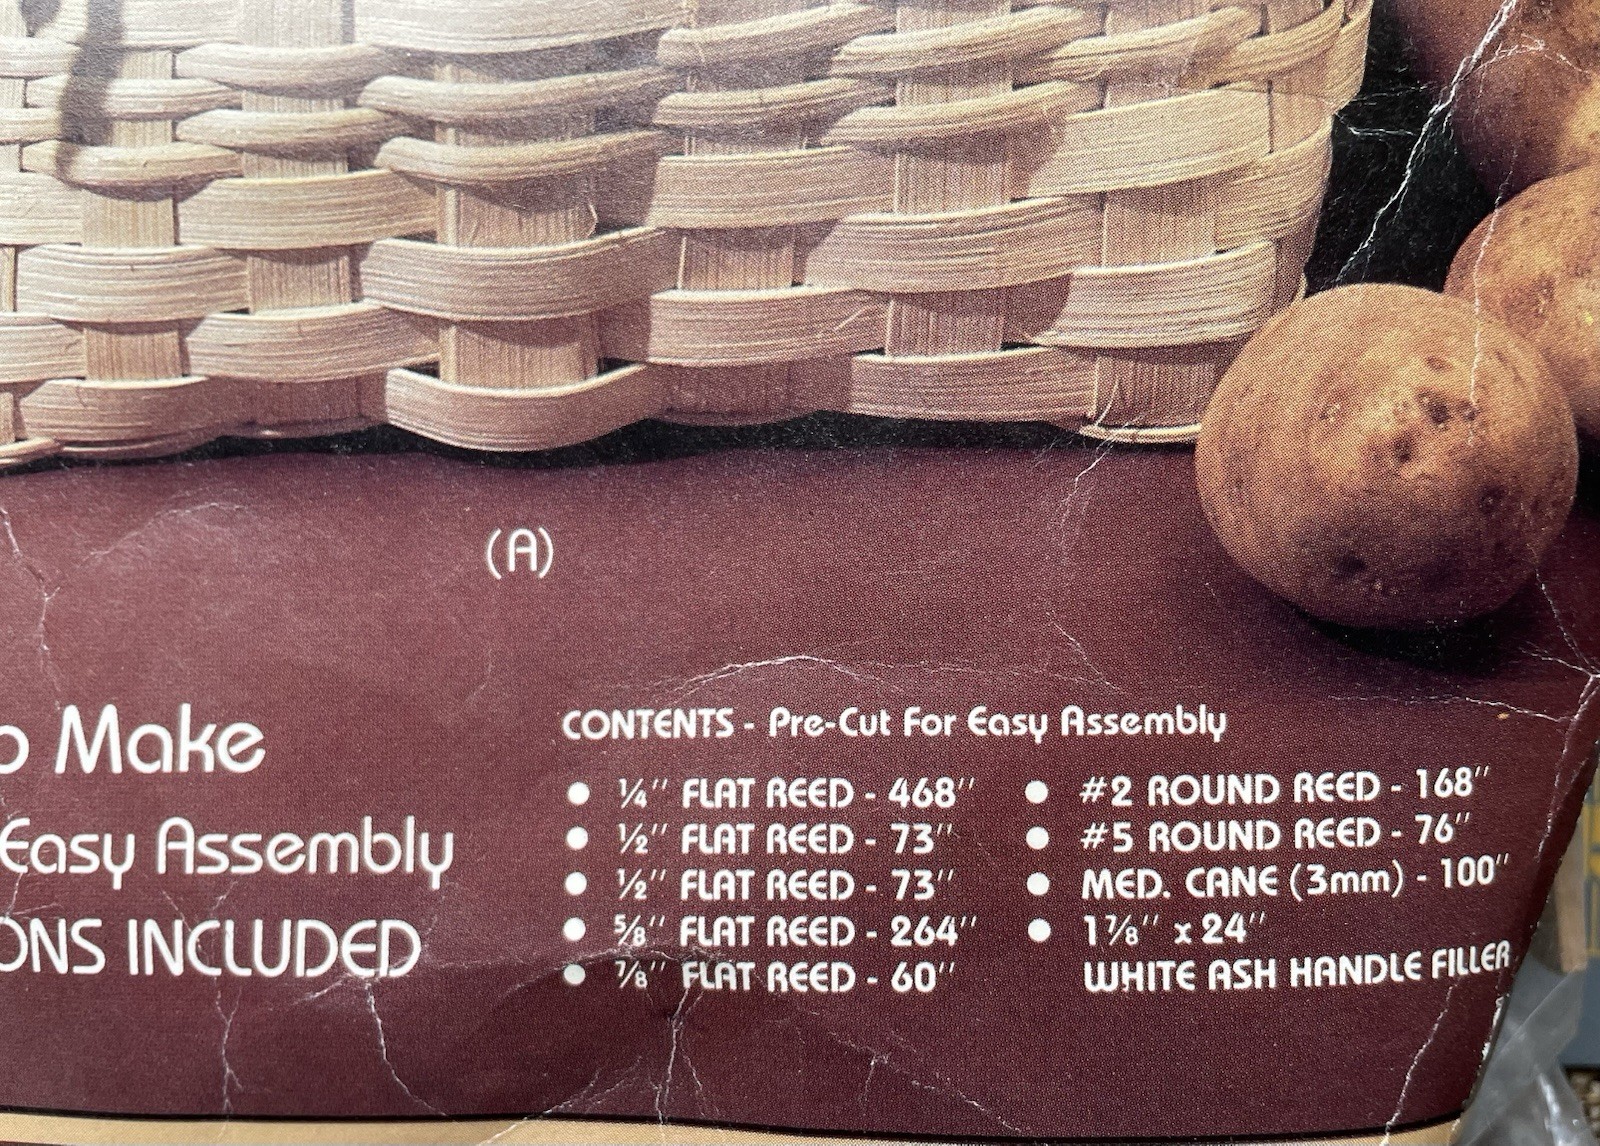 (A)
Make
Easy Assembly
INCLUDED
CONTENTS - Pre-Cut For Easy Assembly
● ¼" FLAT REED - 468"
● ½" FLAT REED - 73"
● ½" FLAT REED - 73"
● ⅝" FLAT REED - 264"
● ⅞" FLAT REED - 60"
● #2 ROUND REED - 168"
● #5 ROUND REED - 76"
● MED. CANE (3mm) - 100"
● 1⅞" x 24"
WHITE ASH HANDLE FILLER